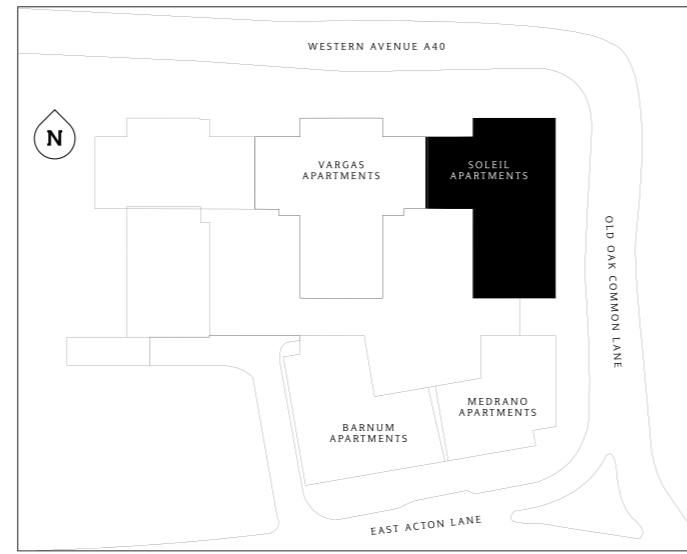 WESTERN AVENUE A40
N
VARGAS
APARTMENTS
SOLEIL
APARTMENTS
OLD OAK COMMON LANE
MEDRANO
APARTMENTS
BARNUM
APARTMENTS
EAST ACTON LANE